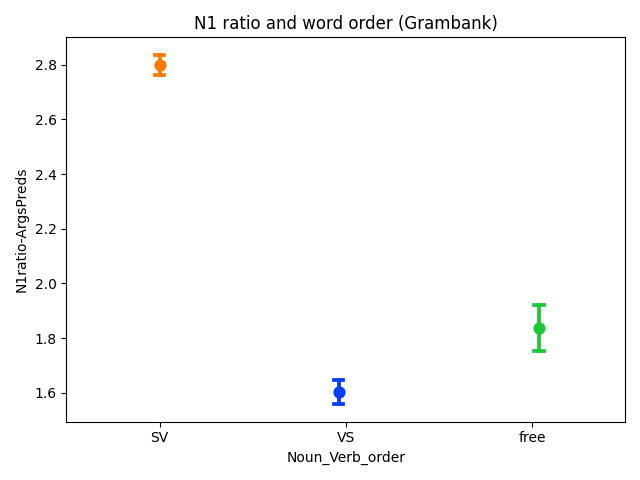 N1 ratio and word order (Grambank)
2.8
2.6
2.4
2.2
2.0
1.8
1.6
N1ratio-ArgsPreds
SV VS free
Noun_Verb_order